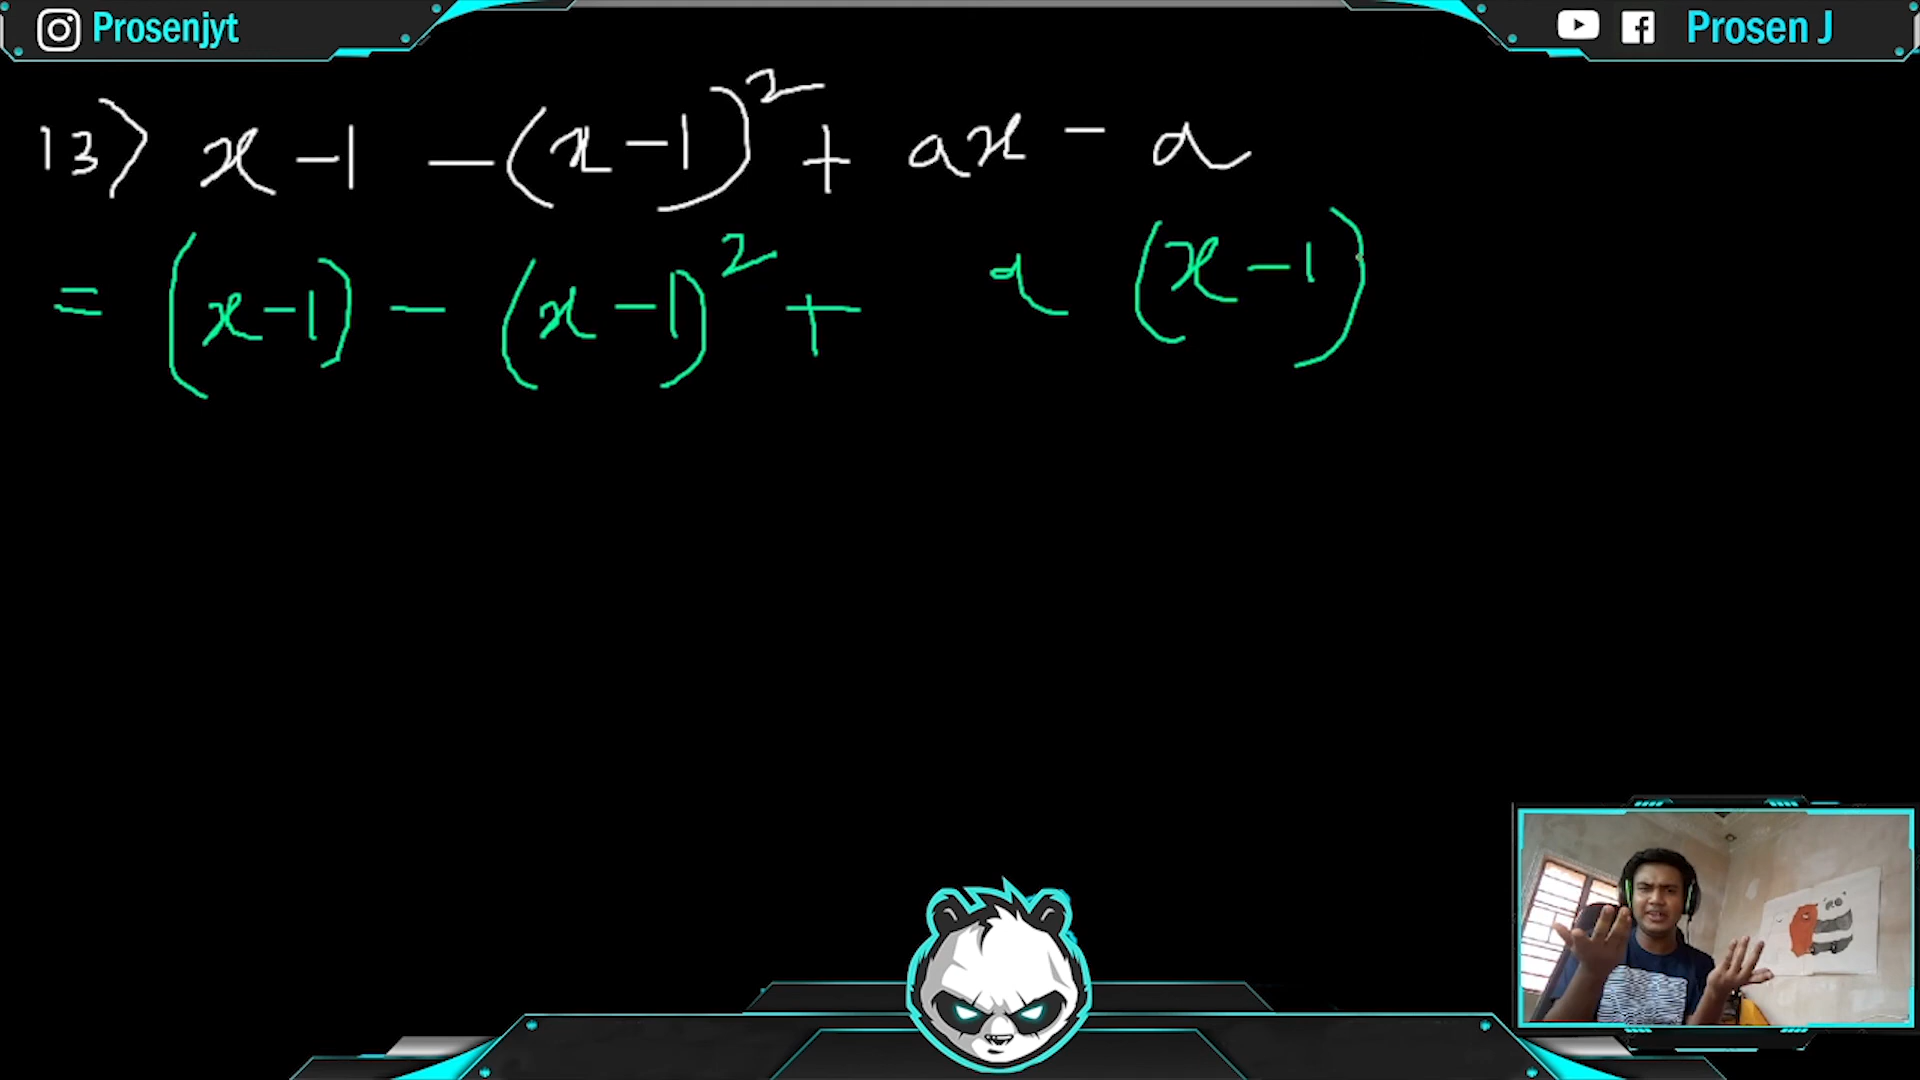 Prosenjyt
Prosen J
13) x-1 -(x-1)² + ax - a
= (x-1) - (x-1)² + a (x-1)